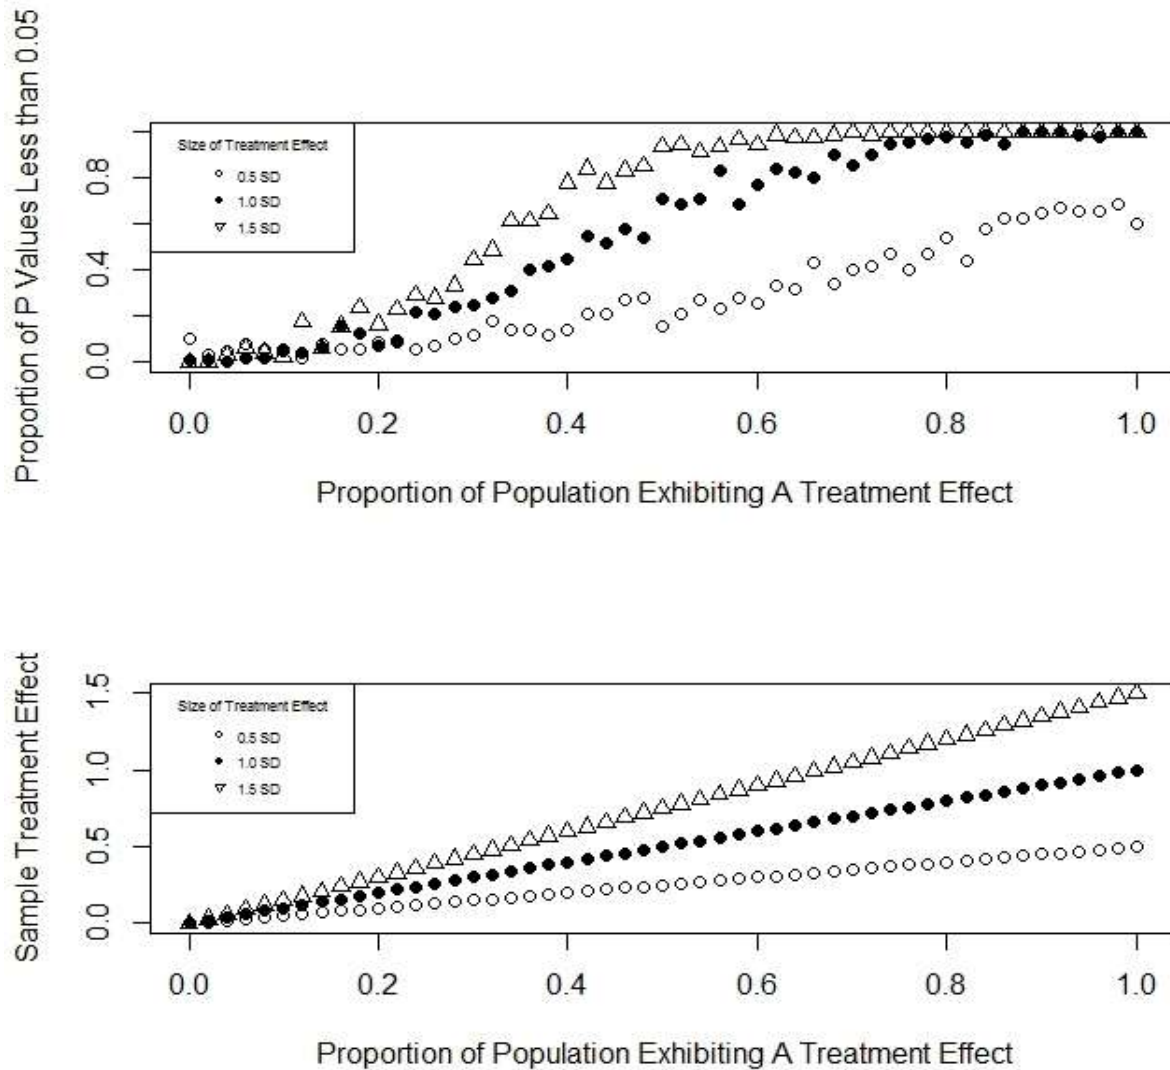 Proportion of P Values Less than 0.05
0.8
0.4
0.0
Size of Treatment Effect
0.5 SD
1.0 SD
1.5 SD
0.0 0.2 0.4 0.6 0.8 1.0
Proportion of Population Exhibiting A Treatment Effect
Sample Treatment Effect
1.5
1.0
0.5
0.0
Size of Treatment Effect
0.5 SD
1.0 SD
1.5 SD
0.0 0.2 0.4 0.6 0.8 1.0
Proportion of Population Exhibiting A Treatment Effect